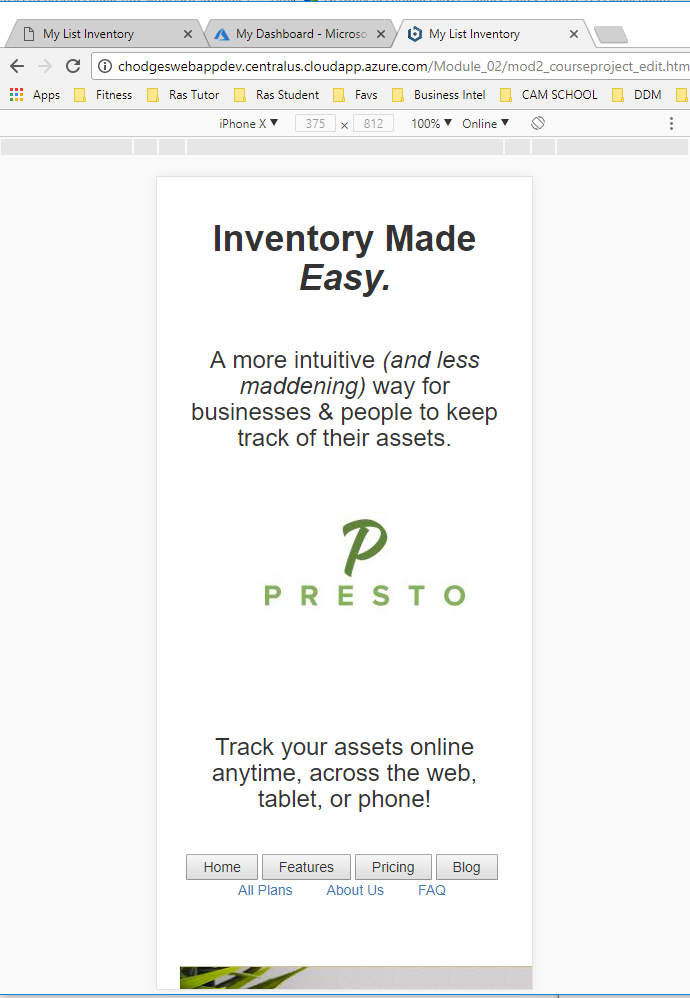 My List Inventory
My Dashboard - Microso
My List Inventory
chodgeswebappdev.centralus.cloudapp.azure.com/Module_02/mod2_courseproject_edit.htm
Apps Fitness Ras Tutor Ras Student Favs Business Intel CAM SCHOOL DDM
iPhone X ▼ 375 × 812 100% ▼ Online ▼
Inventory Made
Easy.
A more intuitive (and less
maddening) way for
businesses & people to keep
track of their assets.
P
PRESTO
Track your assets online
anytime, across the web,
tablet, or phone!
Home Features Pricing Blog
All Plans About Us FAQ